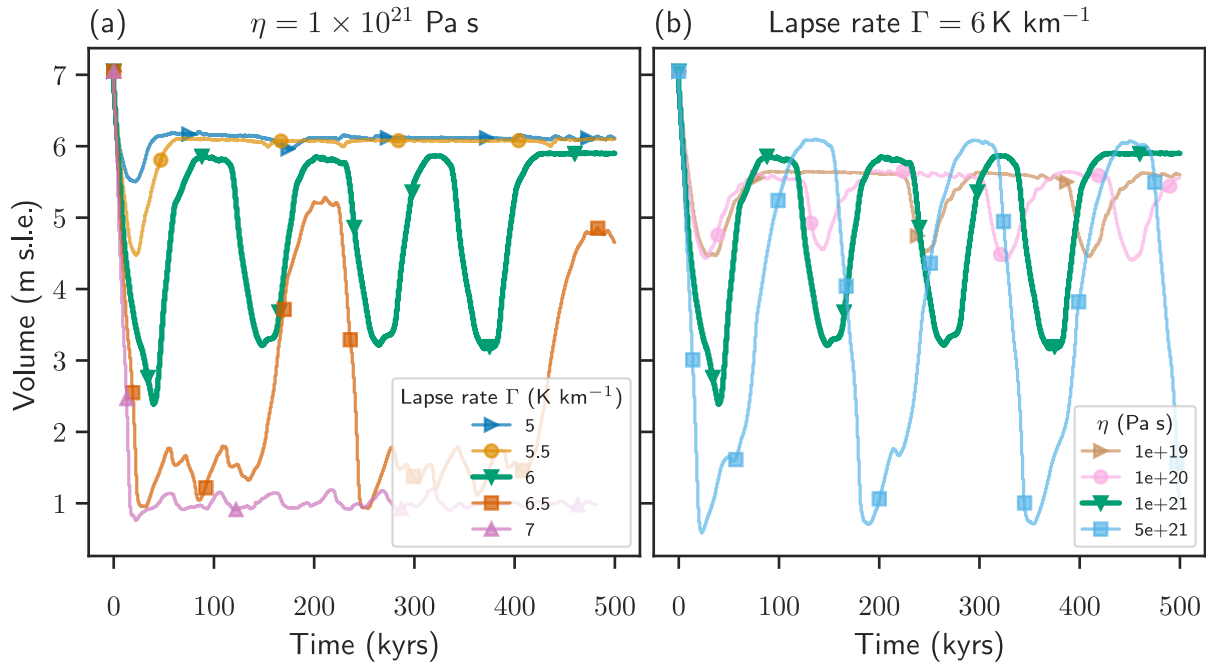 (a) η = 1 × 10²¹ Pa s
(b) Lapse rate Γ = 6 K km⁻¹
Volume (m s.l.e.)
7
6
5
4
3
2
1
Lapse rate Γ (K km⁻¹)
5
5.5
6
6.5
7
η (Pa s)
1e+19
1e+20
1e+21
5e+21
0 100 200 300 400 500
0 100 200 300 400 500
Time (kyrs)
Time (kyrs)